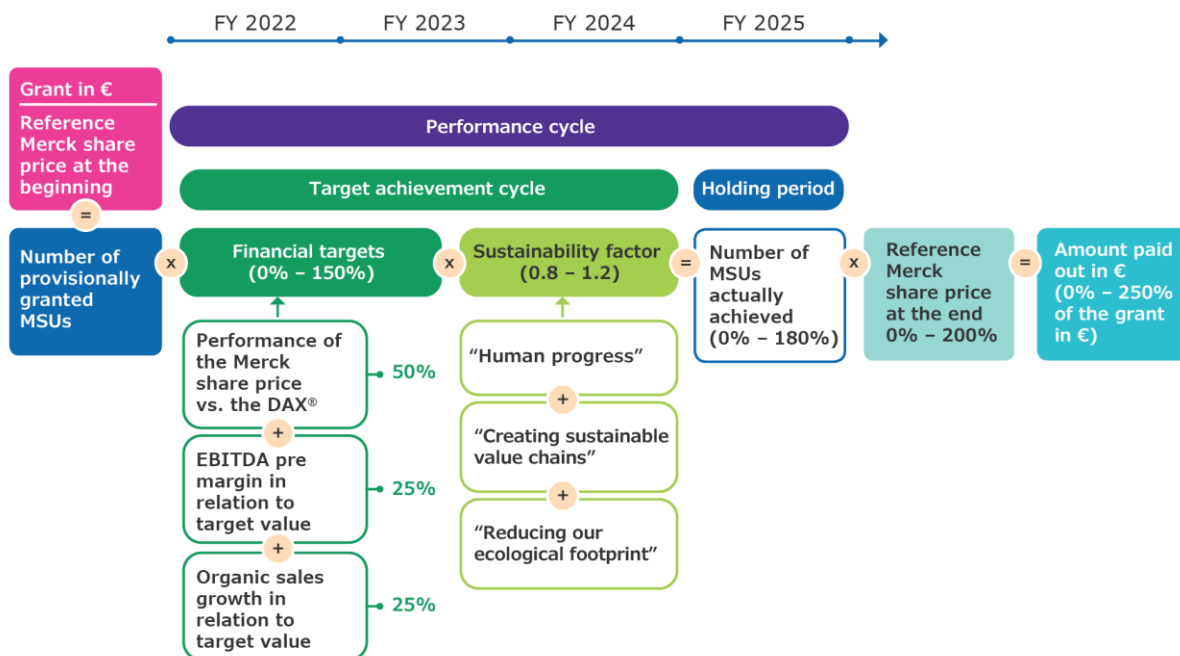 FY 2022
FY 2023
FY 2024
FY 2025
Grant in €
Reference
Merck share
price at the
beginning
Performance cycle
Target achievement cycle
Holding period
=
Number of
provisionally
granted
MSUs
x
Financial targets
(0% – 150%)
x
Sustainability factor
(0.8 – 1.2)
=
Number of
MSUs
actually
achieved
(0% – 180%)
x
Reference
Merck
share price
at the end
0% – 200%
=
Amount paid
out in €
(0% – 250%
of the grant
in €)
Performance of
the Merck
share price
vs. the DAX®
50%
+
EBITDA pre
margin in
relation to
target value
25%
+
Organic sales
growth in
relation to
target value
25%
“Human progress”
+
“Creating sustainable
value chains”
+
“Reducing our
ecological footprint”